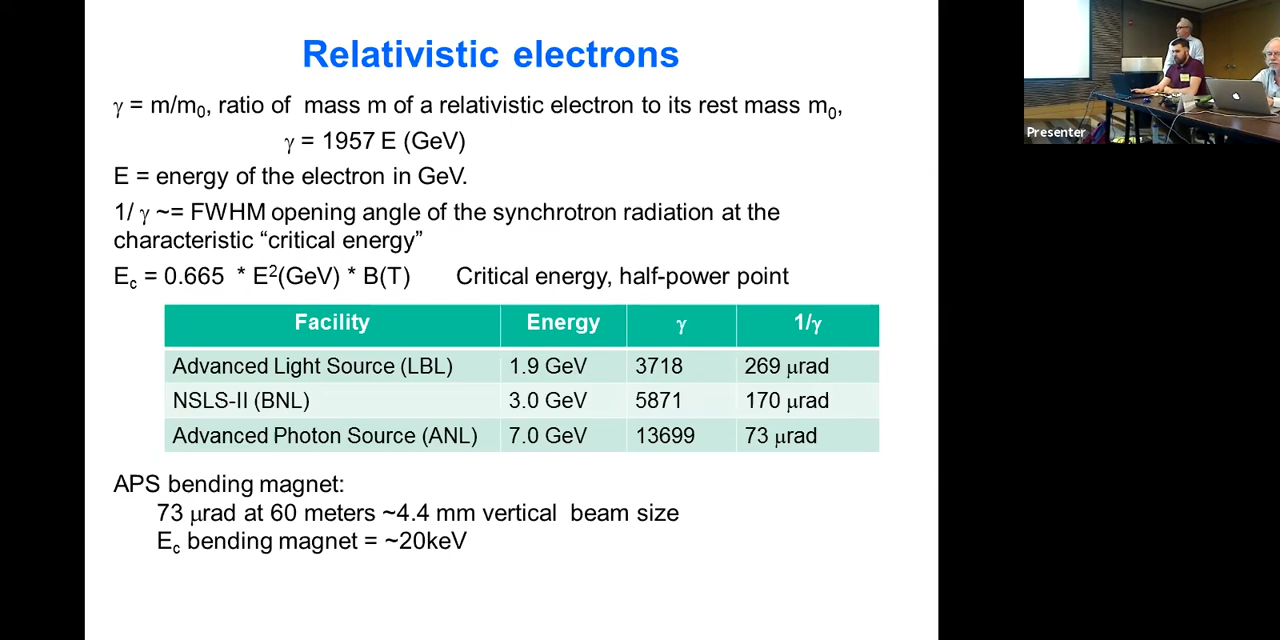 Relativistic electrons
γ = m/m₀, ratio of mass m of a relativistic electron to its rest mass m₀,
γ = 1957 E (GeV)
E = energy of the electron in GeV.
1/ γ ~= FWHM opening angle of the synchrotron radiation at the
characteristic “critical energy”
E꜀ = 0.665 * E²(GeV) * B(T) Critical energy, half-power point
Facility Energy γ 1/γ
Advanced Light Source (LBL) 1.9 GeV 3718 269 μrad
NSLS-II (BNL) 3.0 GeV 5871 170 μrad
Advanced Photon Source (ANL) 7.0 GeV 13699 73 μrad
APS bending magnet:
73 μrad at 60 meters ~4.4 mm vertical beam size
E꜀ bending magnet = ~20keV
Presenter